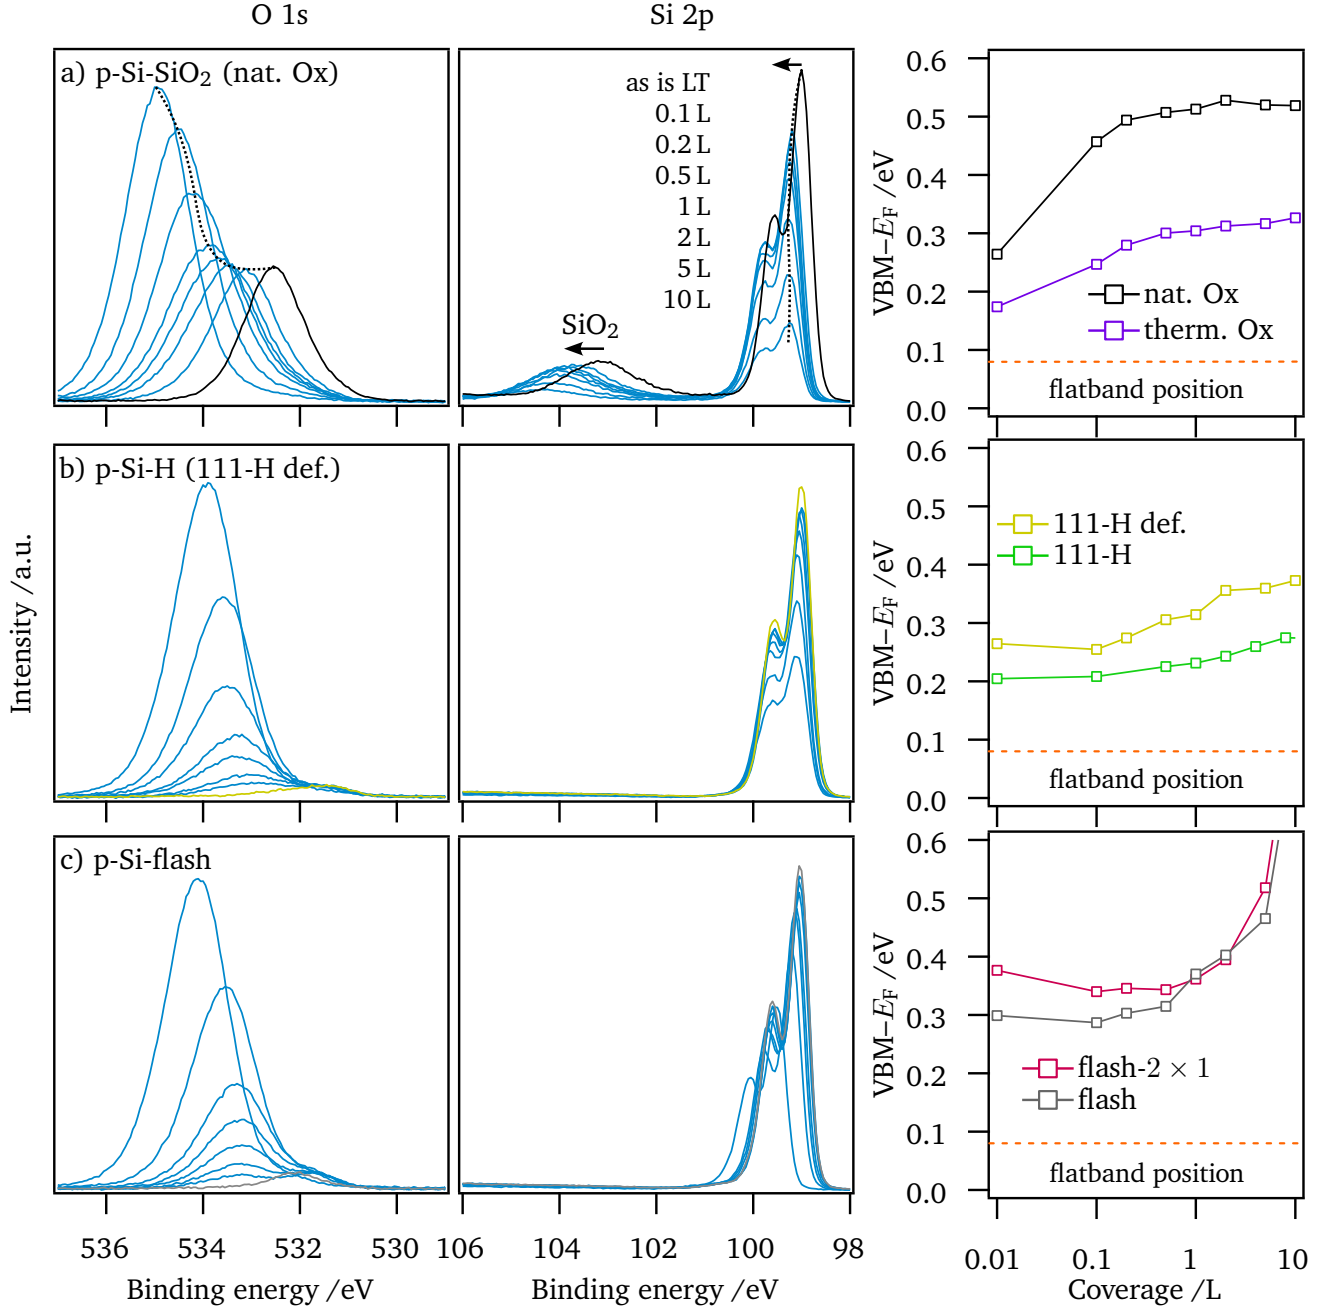 O 1s
Si 2p
a) p-Si-SiO₂ (nat. Ox)
as is LT
0.1 L
0.2 L
0.5 L
1 L
2 L
5 L
10 L
SiO₂
0.6
0.5
0.4
0.3
0.2
0.1
0.0
VBM–E_F /eV
nat. Ox
therm. Ox
flatband position
Intensity /a.u.
b) p-Si-H (111-H def.)
0.6
0.5
0.4
0.3
0.2
0.1
0.0
VBM–E_F /eV
111-H def.
111-H
flatband position
c) p-Si-flash
0.6
0.5
0.4
0.3
0.2
0.1
0.0
VBM–E_F /eV
flash-2 × 1
flash
flatband position
536 534 532 530
106 104 102 100 98
0.01 0.1 1 10
Binding energy /eV
Binding energy /eV
Coverage /L